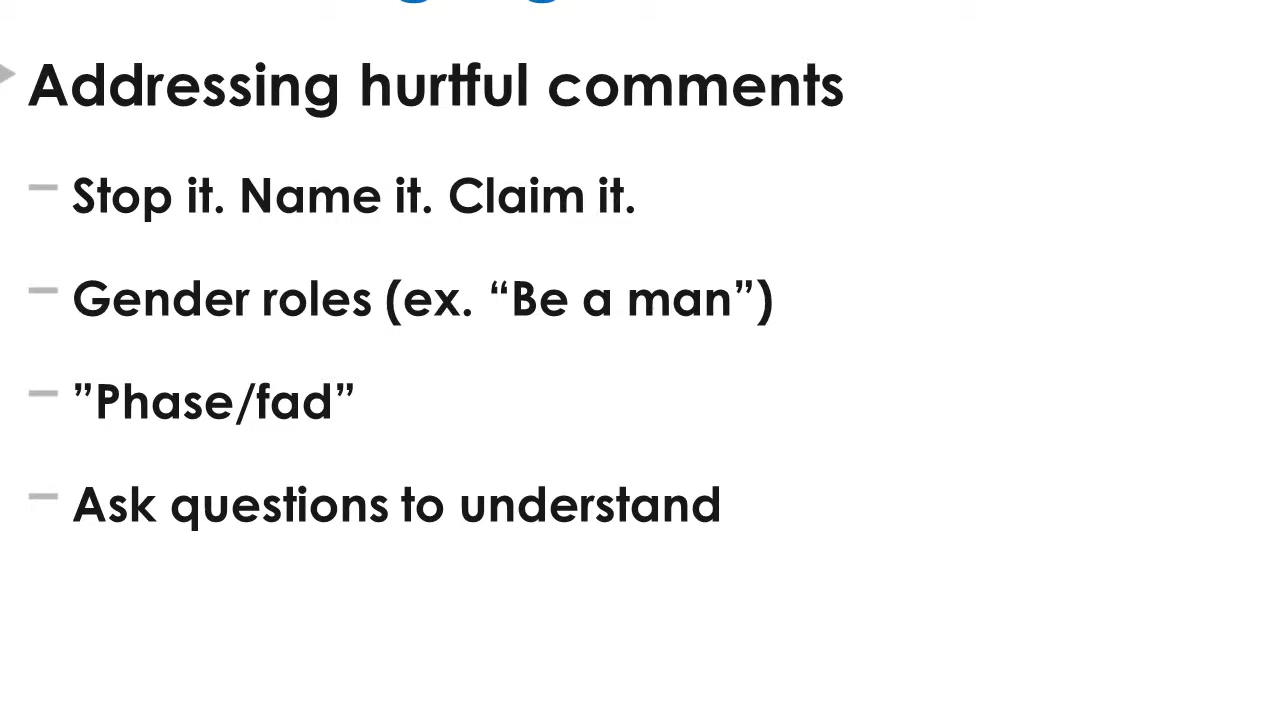 Addressing hurtful comments
Stop it. Name it. Claim it.
Gender roles (ex. “Be a man”)
”Phase/fad”
Ask questions to understand